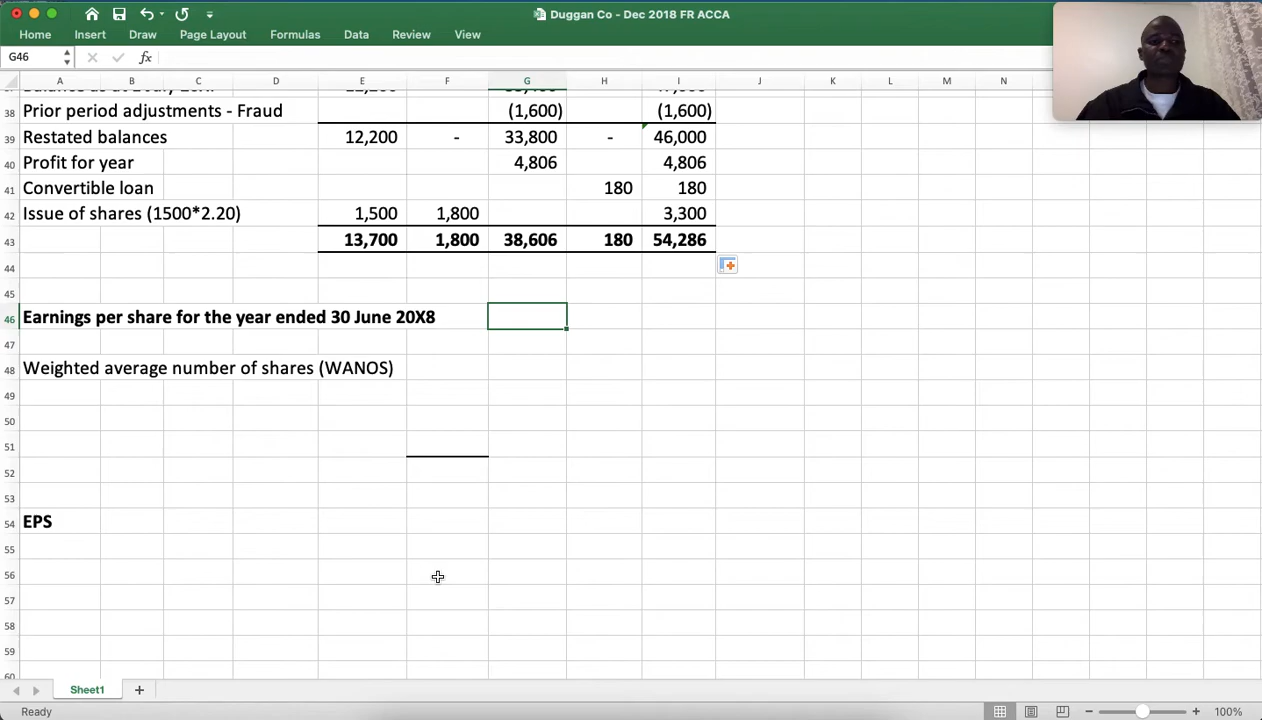 Duggan Co - Dec 2018 FR ACCA
Home Insert Draw Page Layout Formulas Data Review View
G46 fx
A B C D E F G H I J K L M N O
38 Prior period adjustments - Fraud (1,600) (1,600)
39 Restated balances 12,200 - 33,800 - 46,000
40 Profit for year 4,806 4,806
41 Convertible loan 180 180
42 Issue of shares (1500*2.20) 1,500 1,800 3,300
43 13,700 1,800 38,606 180 54,286
44
45
46 Earnings per share for the year ended 30 June 20X8
47
48 Weighted average number of shares (WANOS)
49
50
51
52
53
54 EPS
55
56
57
58
59
60
Sheet1
Ready 100%